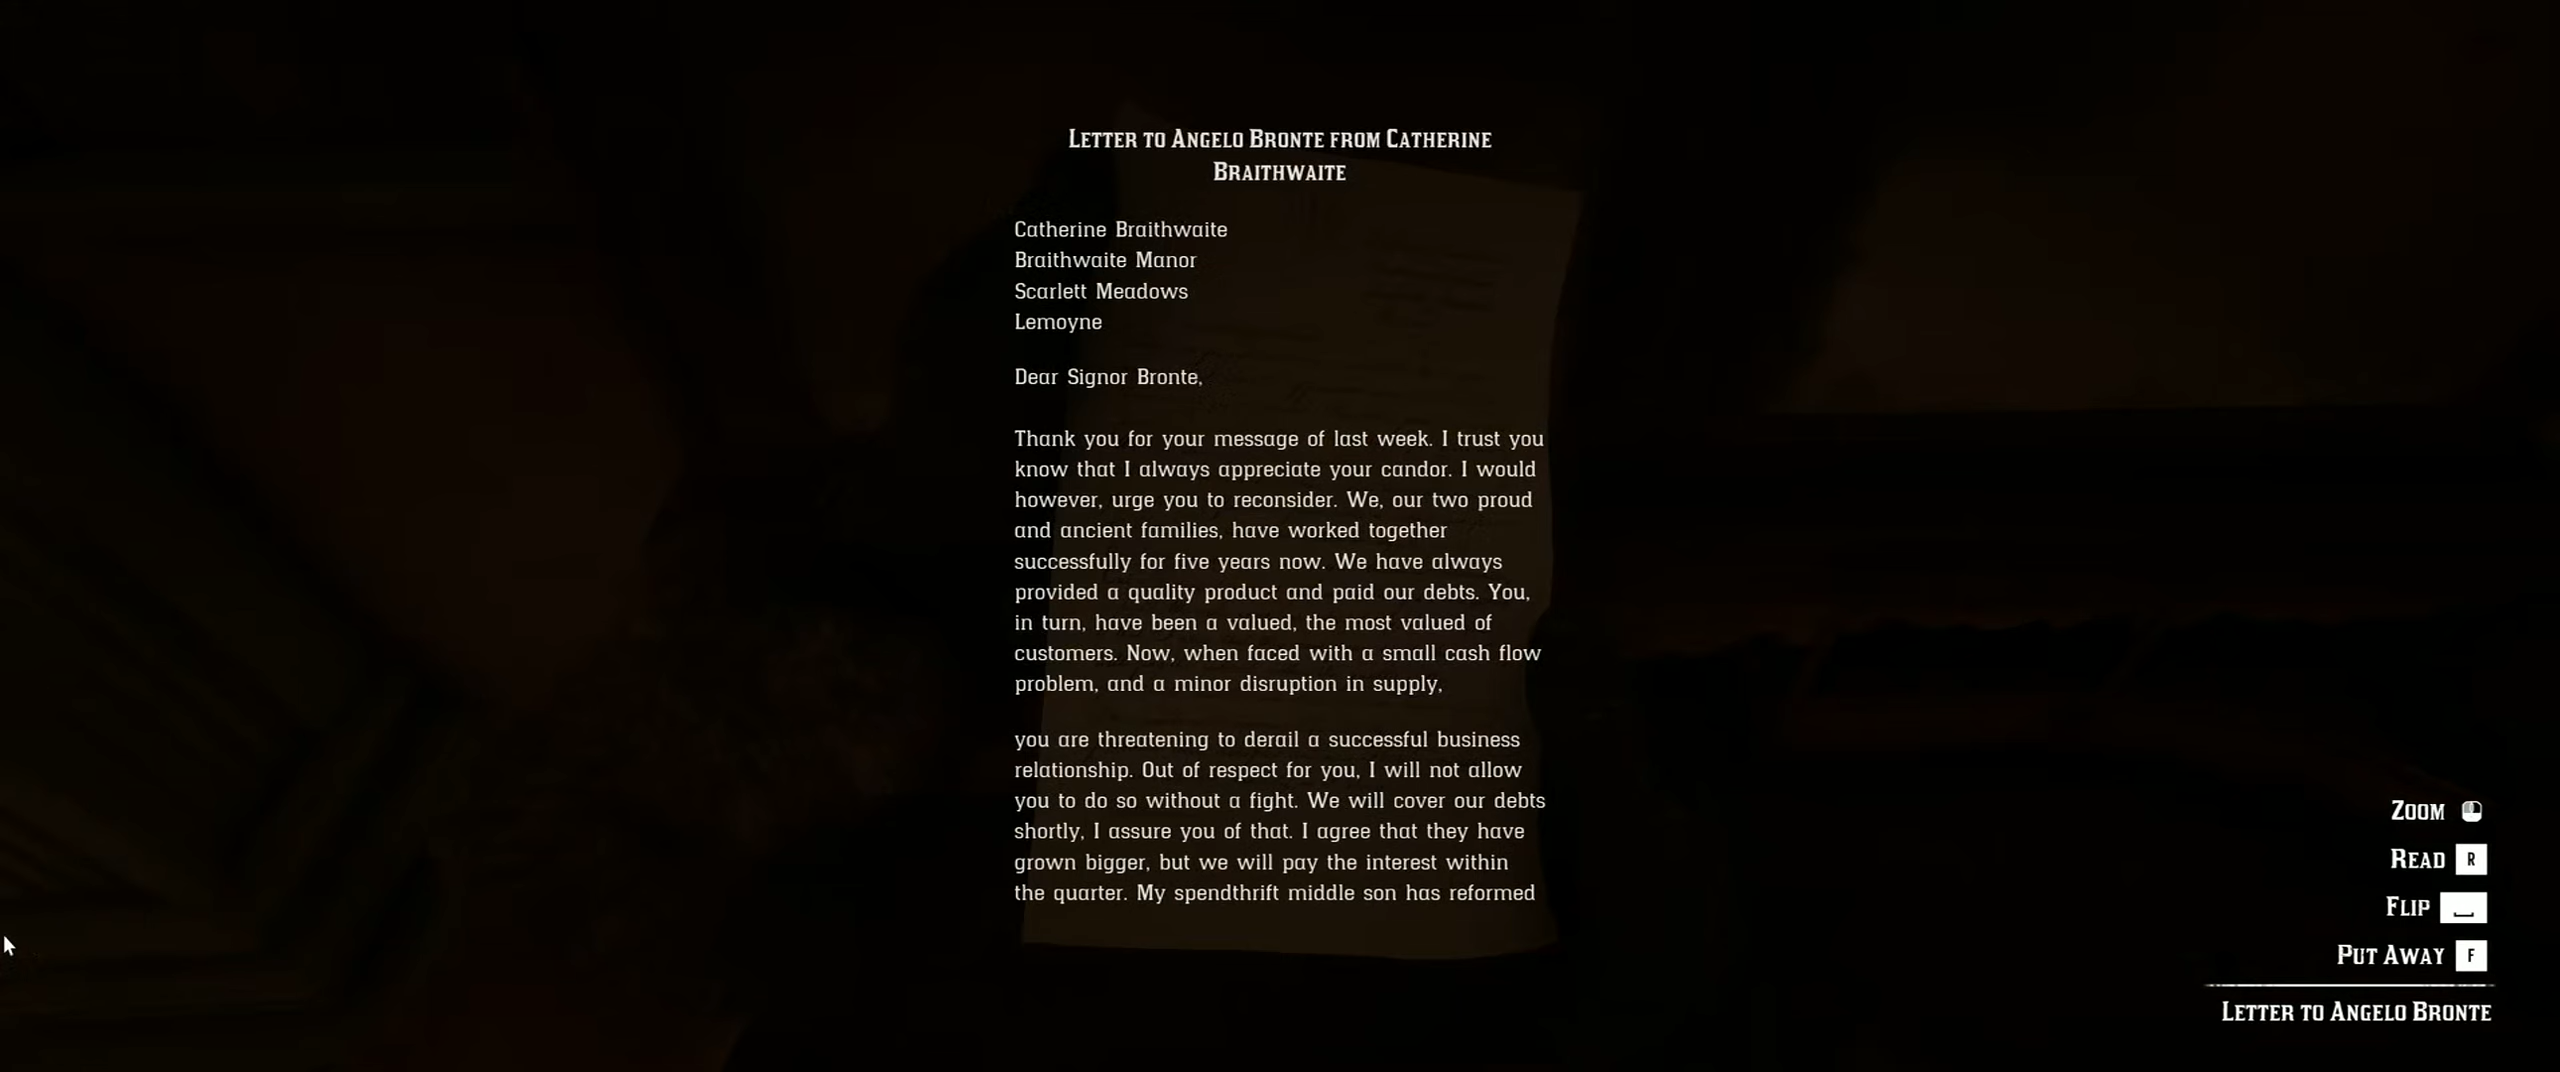 Letter to Angelo Bronte from Catherine
Braithwaite
Catherine Braithwaite
Braithwaite Manor
Scarlett Meadows
Lemoyne
Dear Signor Bronte,
Thank you for your message of last week. I trust you
know that I always appreciate your candor. I would
however, urge you to reconsider. We, our two proud
and ancient families, have worked together
successfully for five years now. We have always
provided a quality product and paid our debts. You,
in turn, have been a valued, the most valued of
customers. Now, when faced with a small cash flow
problem, and a minor disruption in supply,
you are threatening to derail a successful business
relationship. Out of respect for you, I will not allow
you to do so without a fight. We will cover our debts
shortly, I assure you of that. I agree that they have
grown bigger, but we will pay the interest within
the quarter. My spendthrift middle son has reformed
Zoom
Read R
Flip
Put Away F
Letter to Angelo Bronte